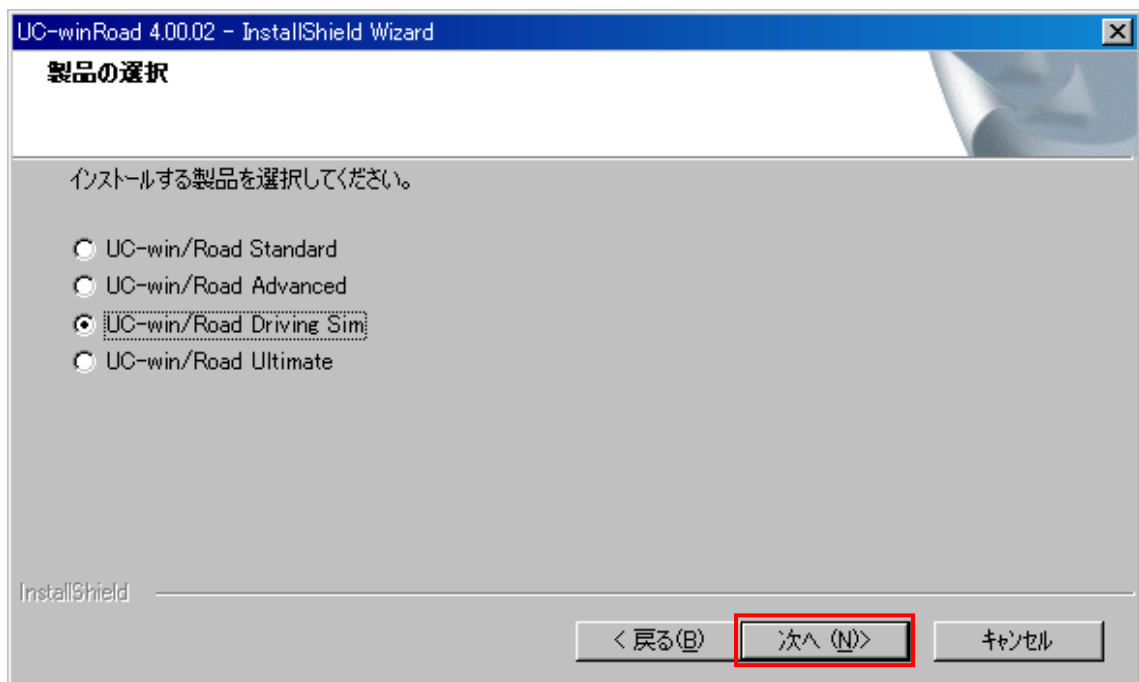 UC-winRoad 4.00.02 - InstallShield Wizard
製品の選択
インストールする製品を選択してください。
UC-win/Road Standard
UC-win/Road Advanced
UC-win/Road Driving Sim
UC-win/Road Ultimate
InstallShield
< 戻る(B) 次へ (N)> キャンセル